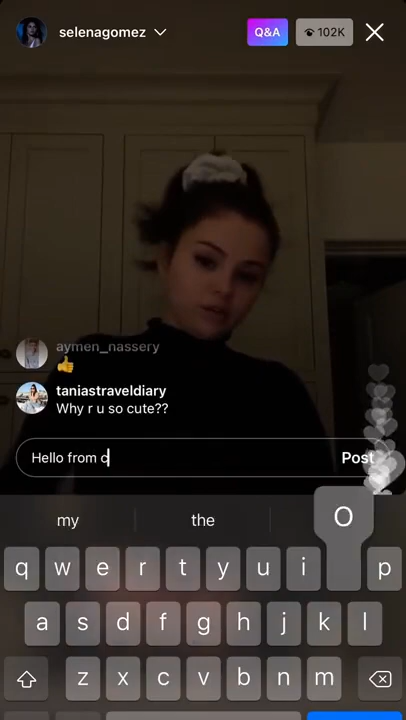 selenagomez
Q&A
102K
aymen_nassery
👍
taniastraveldiary
Why r u so cute??
Hello from o
Post
my
the
O
q w e r t y u i p
a s d f g h j k l
z x c v b n m